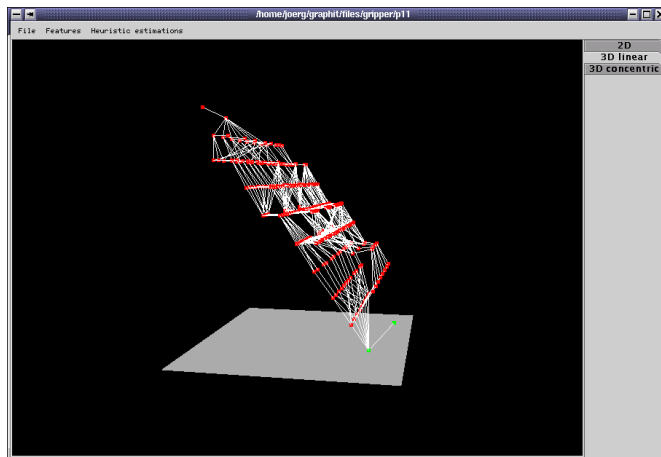 /home/joerg/graphit/files/gripper/p11
File Features Heuristic estimations
2D
3D linear
3D concentric